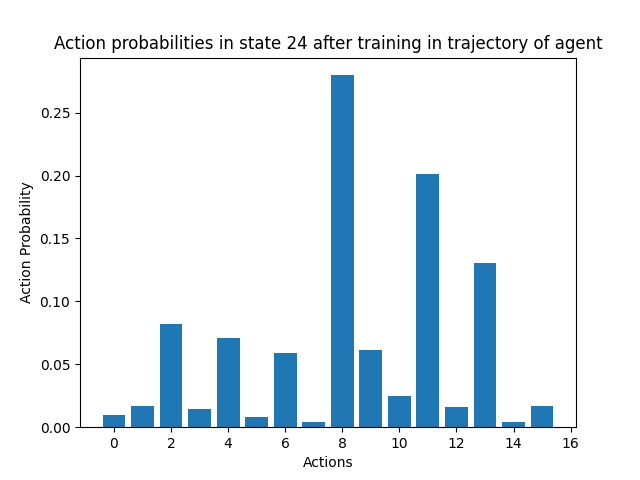 Action probabilities in state 24 after training in trajectory of agent
0.25
0.20
0.15
0.10
0.05
0.00
Action Probability
0 2 4 6 8 10 12 14 16
Actions